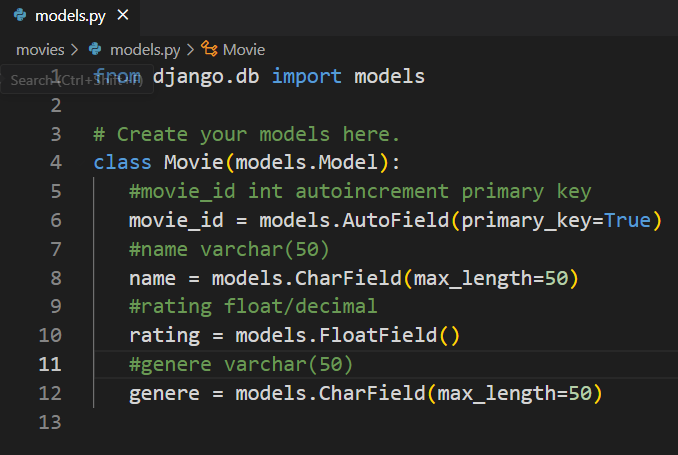 models.py ×
movies > models.py > Movie
Search (Ctrl+Shift+F)
1 from django.db import models
2
3 # Create your models here.
4 class Movie(models.Model):
5 #movie_id int autoincrement primary key
6 movie_id = models.AutoField(primary_key=True)
7 #name varchar(50)
8 name = models.CharField(max_length=50)
9 #rating float/decimal
10 rating = models.FloatField()
11 #genere varchar(50)
12 genere = models.CharField(max_length=50)
13